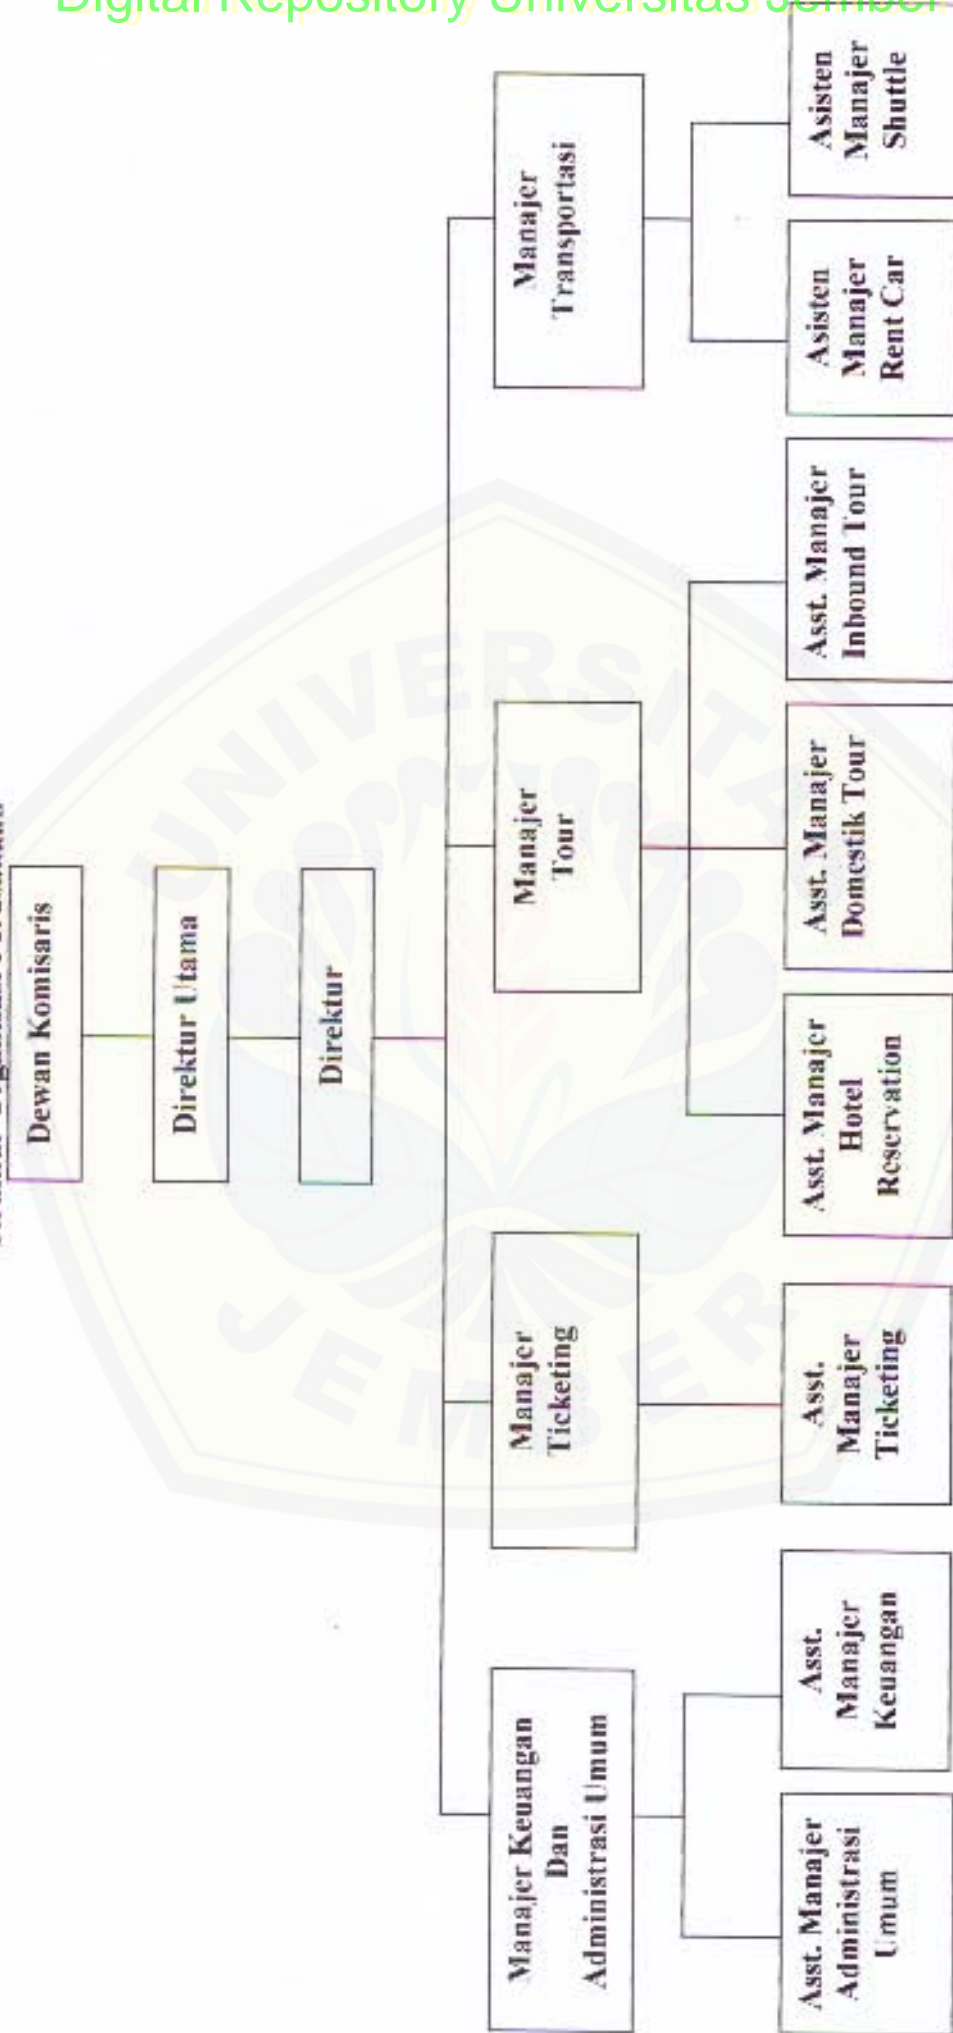 Digital Repository Universitas Jember
Dewan Komisaris
Direktur Utama
Direktur
Manajer Keuangan
Dan
Administrasi Umum
Manajer
Ticketing
Manajer
Tour
Manajer
Transportasi
Asst. Manajer
Administrasi
Umum
Asst.
Manajer
Keuangan
Asst.
Manajer
Ticketing
Asst. Manajer
Hotel
Reservation
Asst. Manajer
Domestik Tour
Asst. Manajer
Inbound Tour
Asisten
Manajer
Rent Car
Asisten
Manajer
Shuttle
UNIVERSITA
JEMBER